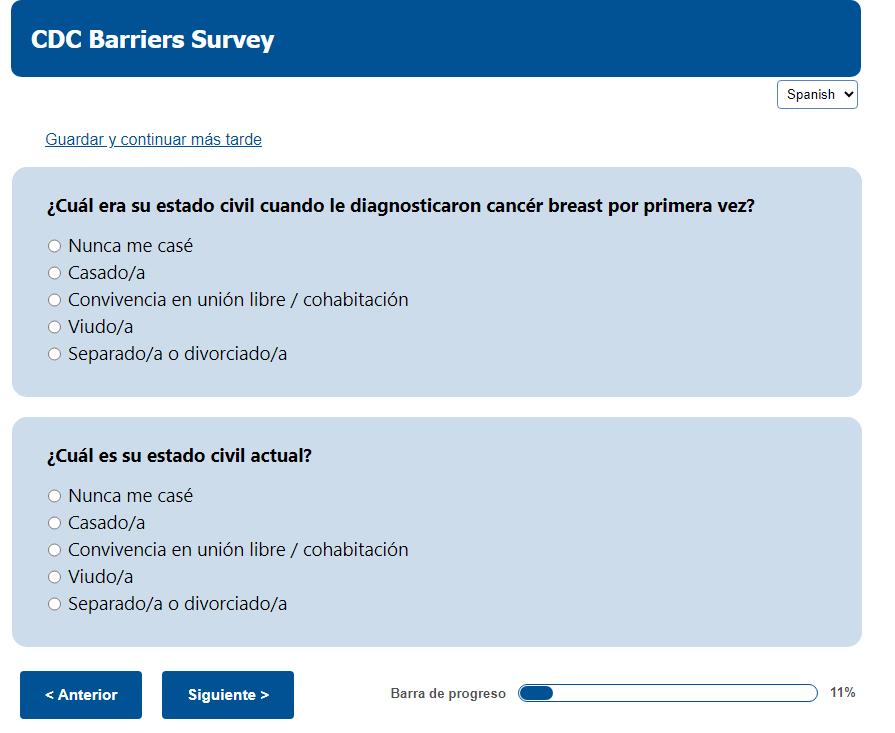 CDC Barriers Survey
Spanish
Guardar y continuar más tarde
¿Cuál era su estado civil cuando le diagnosticaron cancér breast por primera vez?
Nunca me casé
Casado/a
Convivencia en unión libre / cohabitación
Viudo/a
Separado/a o divorciado/a
¿Cuál es su estado civil actual?
Nunca me casé
Casado/a
Convivencia en unión libre / cohabitación
Viudo/a
Separado/a o divorciado/a
< Anterior
Siguiente >
Barra de progreso
11%